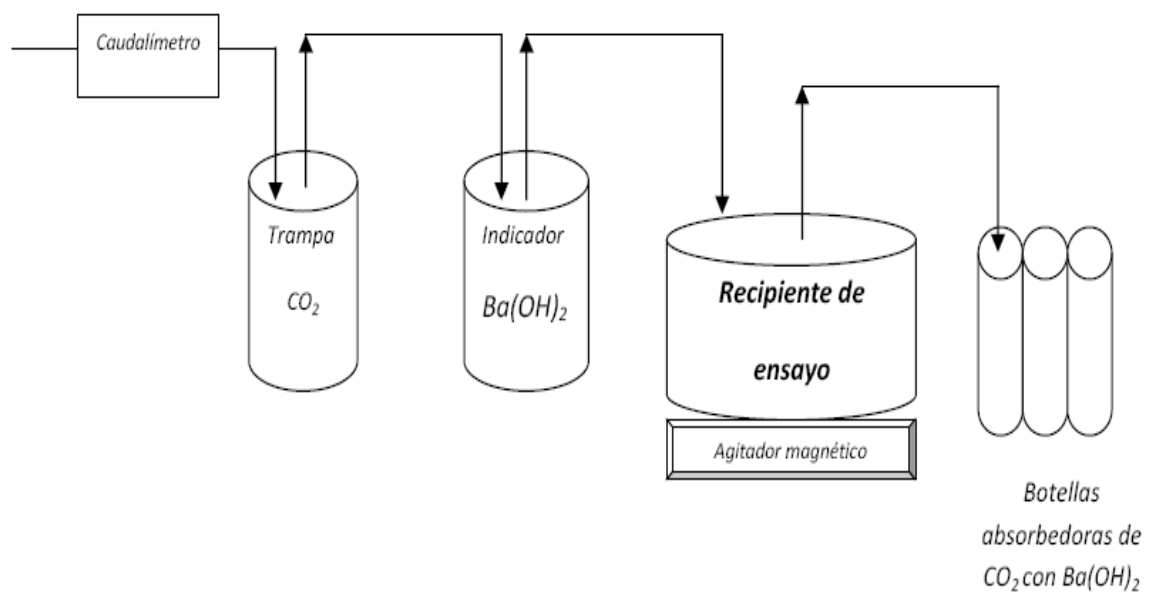 Caudalímetro
Trampa
CO₂
Indicador
Ba(OH)₂
Recipiente de
ensayo
Agitador magnético
Botellas
absorbedoras de
CO₂ con Ba(OH)₂